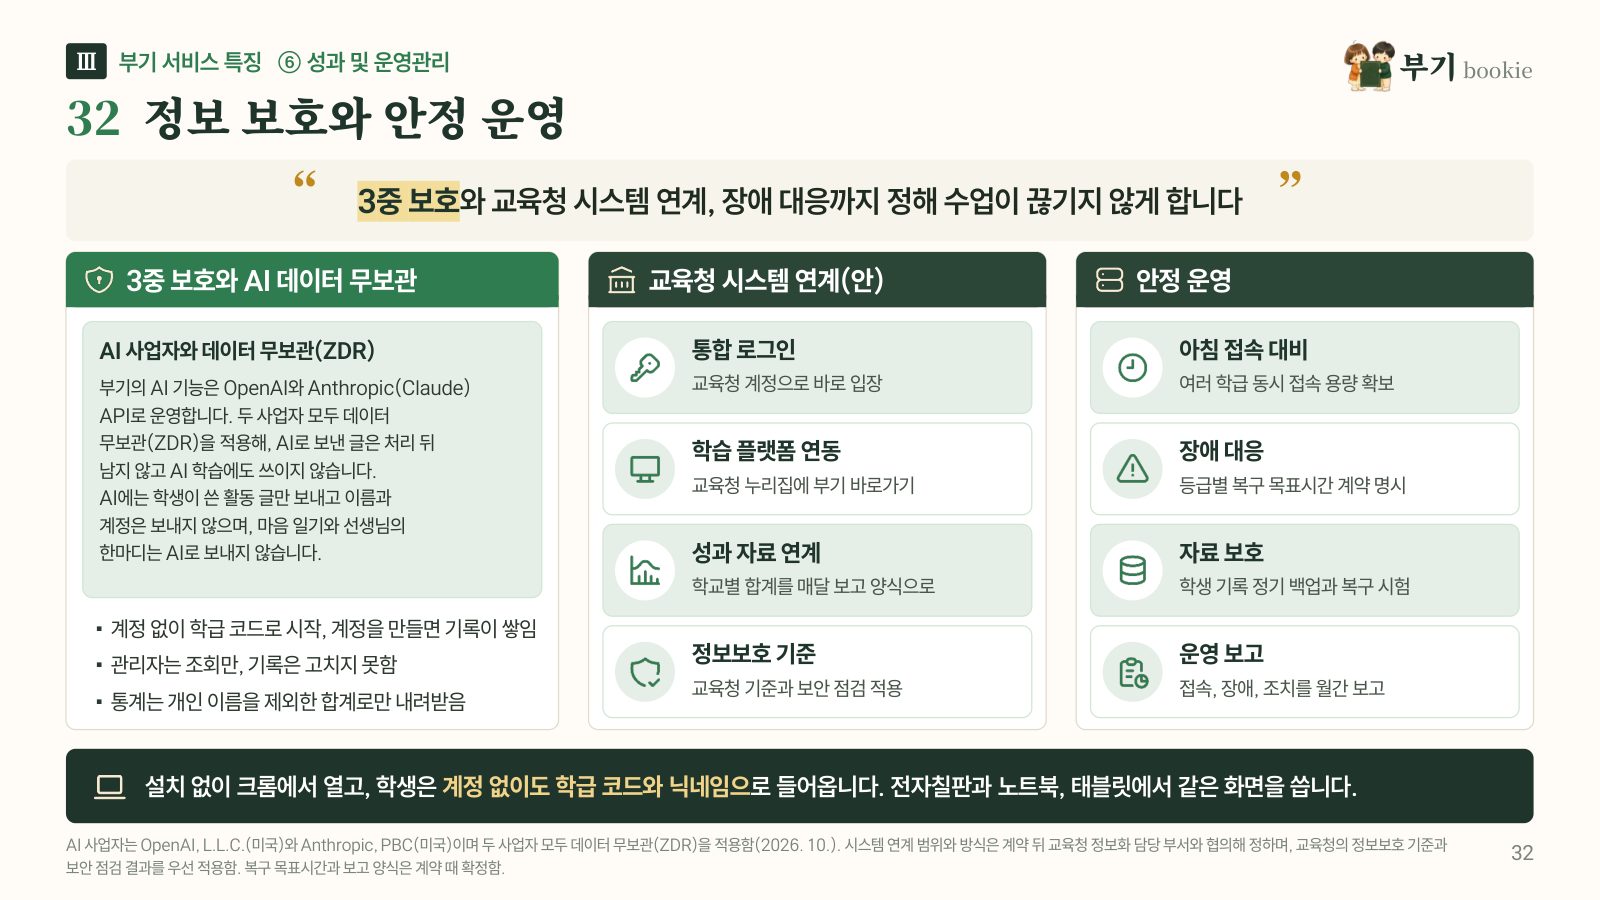 III 부기 서비스 특징 ⑥ 성과 및 운영관리
부기 bookie
32 정보 보호와 안정 운영
“ 3중 보호와 교육청 시스템 연계, 장애 대응까지 정해 수업이 끊기지 않게 합니다 ”
3중 보호와 AI 데이터 무보관
AI 사업자와 데이터 무보관(ZDR)
부기의 AI 기능은 OpenAI와 Anthropic(Claude)
API로 운영합니다. 두 사업자 모두 데이터
무보관(ZDR)을 적용해, AI로 보낸 글은 처리 뒤
남지 않고 AI 학습에도 쓰이지 않습니다.
AI에는 학생이 쓴 활동 글만 보내고 이름과
계정은 보내지 않으며, 마음 일기와 선생님의
한마디는 AI로 보내지 않습니다.
▪ 계정 없이 학급 코드로 시작, 계정을 만들면 기록이 쌓임
▪ 관리자는 조회만, 기록은 고치지 못함
▪ 통계는 개인 이름을 제외한 합계로만 내려받음
교육청 시스템 연계(안)
통합 로그인
교육청 계정으로 바로 입장
학습 플랫폼 연동
교육청 누리집에 부기 바로가기
성과 자료 연계
학교별 합계를 매달 보고 양식으로
정보보호 기준
교육청 기준과 보안 점검 적용
안정 운영
아침 접속 대비
여러 학급 동시 접속 용량 확보
장애 대응
등급별 복구 목표시간 계약 명시
자료 보호
학생 기록 정기 백업과 복구 시험
운영 보고
접속, 장애, 조치를 월간 보고
설치 없이 크롬에서 열고, 학생은 계정 없이도 학급 코드와 닉네임으로 들어옵니다. 전자칠판과 노트북, 태블릿에서 같은 화면을 씁니다.
AI 사업자는 OpenAI, L.L.C.(미국)와 Anthropic, PBC(미국)이며 두 사업자 모두 데이터 무보관(ZDR)을 적용함(2026. 10.). 시스템 연계 범위와 방식은 계약 뒤 교육청 정보화 담당 부서와 협의해 정하며, 교육청의 정보보호 기준과
보안 점검 결과를 우선 적용함. 복구 목표시간과 보고 양식은 계약 때 확정함.
32